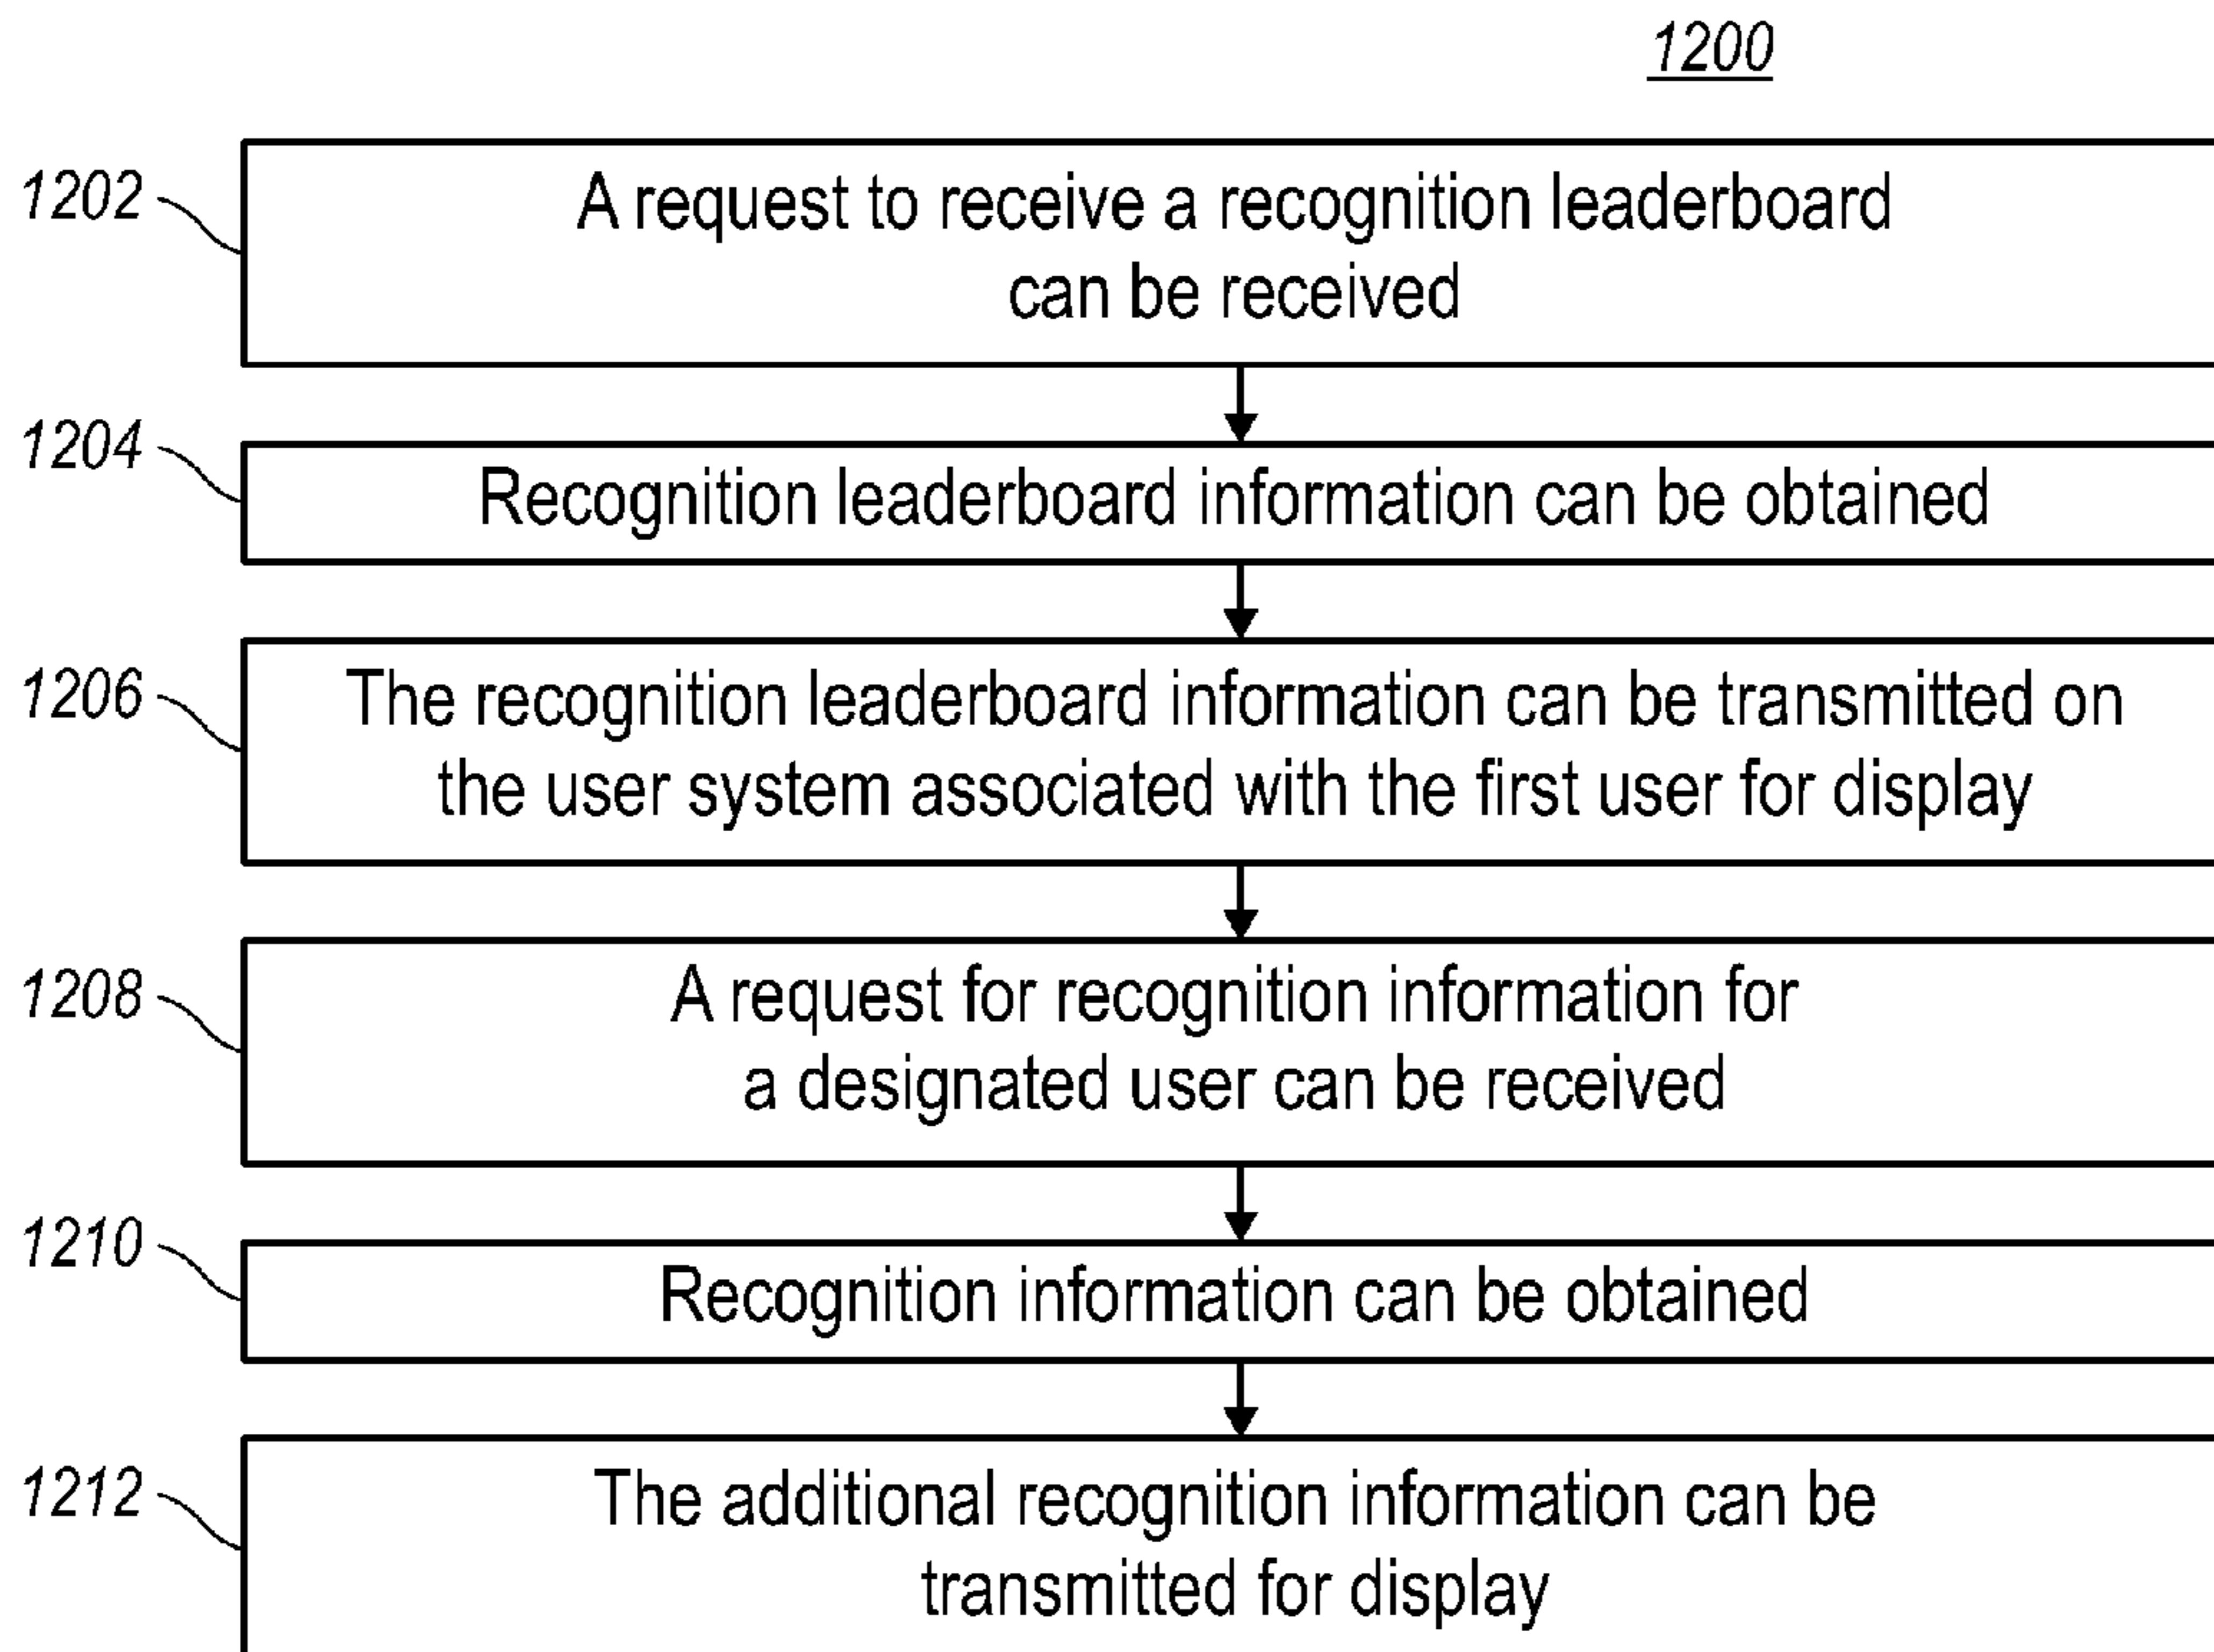 1200
1202
A request to receive a recognition leaderboard
can be received
1204
Recognition leaderboard information can be obtained
1206
The recognition leaderboard information can be transmitted on
the user system associated with the first user for display
1208
A request for recognition information for
a designated user can be received
1210
Recognition information can be obtained
1212
The additional recognition information can be
transmitted for display